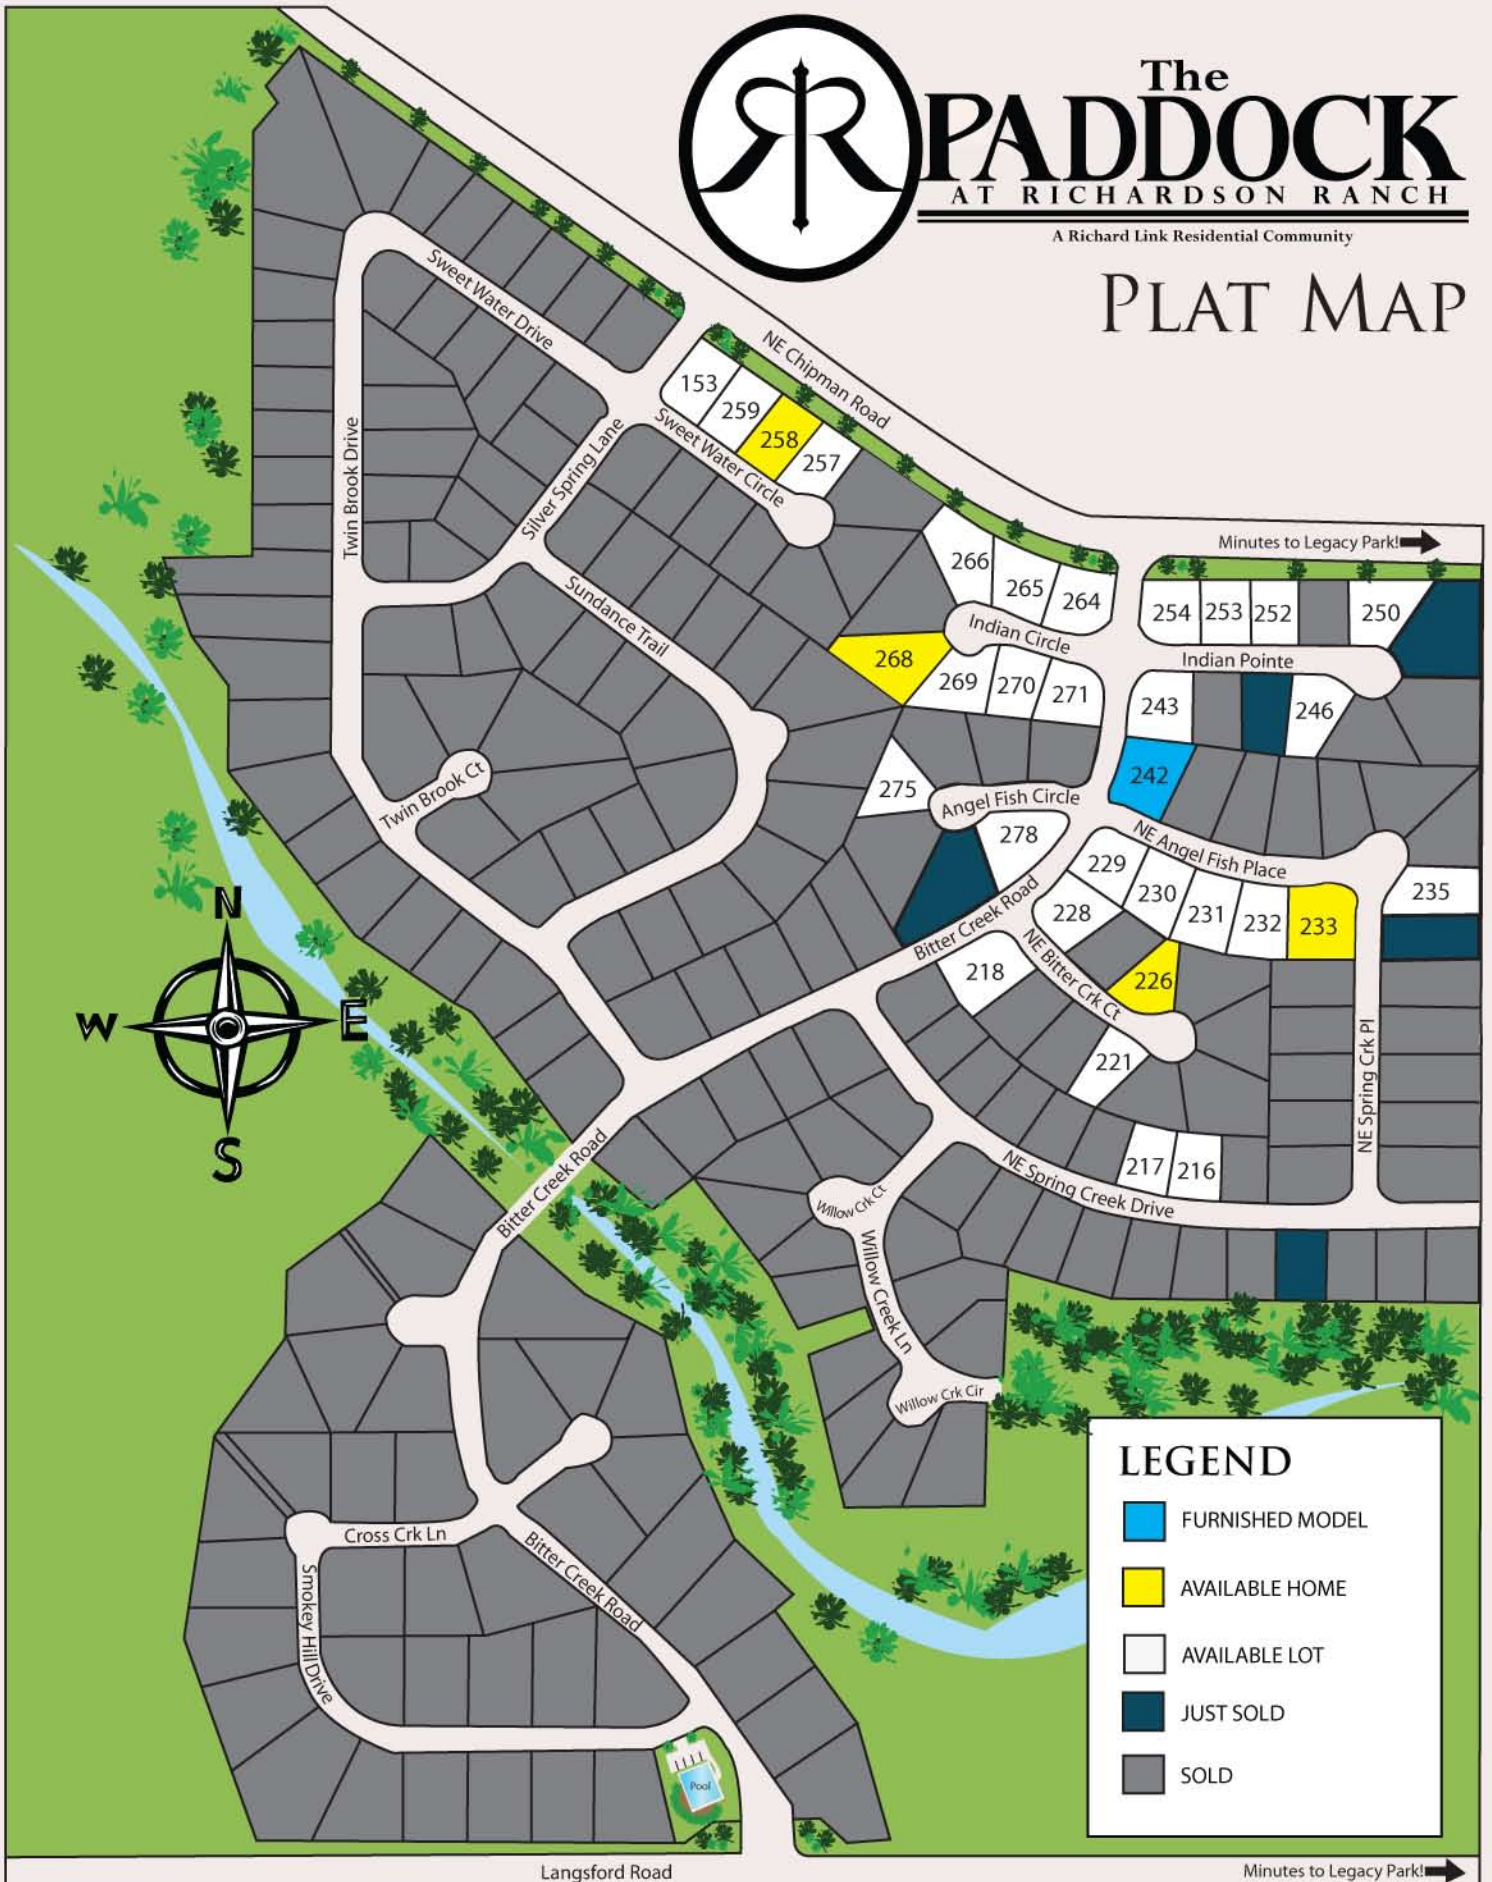 The
PADDOCK
AT RICHARDSON RANCH
A Richard Link Residential Community
PLAT MAP
NE Chipman Road
Sweet Water Drive
153
259
258
257
Sweet Water Circle
Twin Brook Drive
Silver Spring Lane
Minutes to Legacy Park!
266
265
264
254
253
252
250
Indian Circle
Sundance Trail
Indian Pointe
268
269
270
271
243
246
242
275
Twin Brook Ct
Angel Fish Circle
278
NE Angel Fish Place
229
230
231
232
233
235
228
Bitter Creek Road
NE Bitter Crk Ct
218
226
221
NE Spring Crk Pl
N
W
E
S
217
216
NE Spring Creek Drive
Bitter Creek Road
Willow Crk Ct
Willow Creek Ln
Willow Crk Cir
Cross Crk Ln
Smokey Hill Drive
Bitter Creek Road
Pool
LEGEND
FURNISHED MODEL
AVAILABLE HOME
AVAILABLE LOT
JUST SOLD
SOLD
Langsford Road
Minutes to Legacy Park!